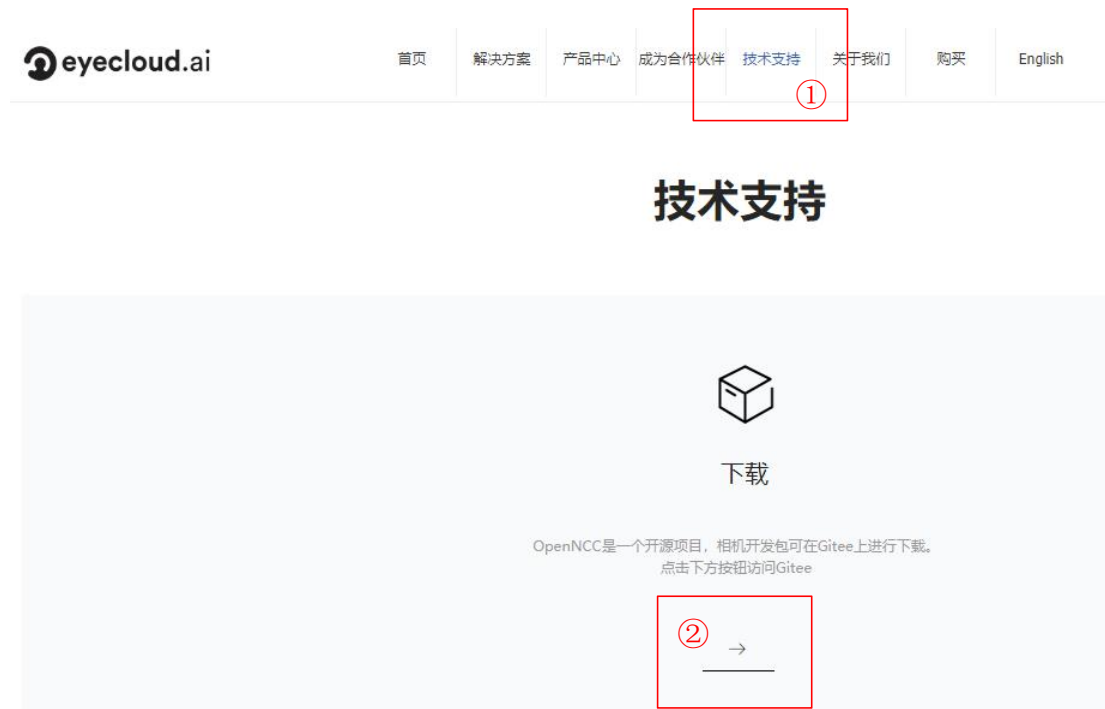 eyecloud.ai
首页 解决方案 产品中心 成为合作伙伴 技术支持 关于我们 购买 English
①
技术支持
下载
OpenNCC是一个开源项目，相机开发包可在Gitee上进行下载。
点击下方按钮访问Gitee
②